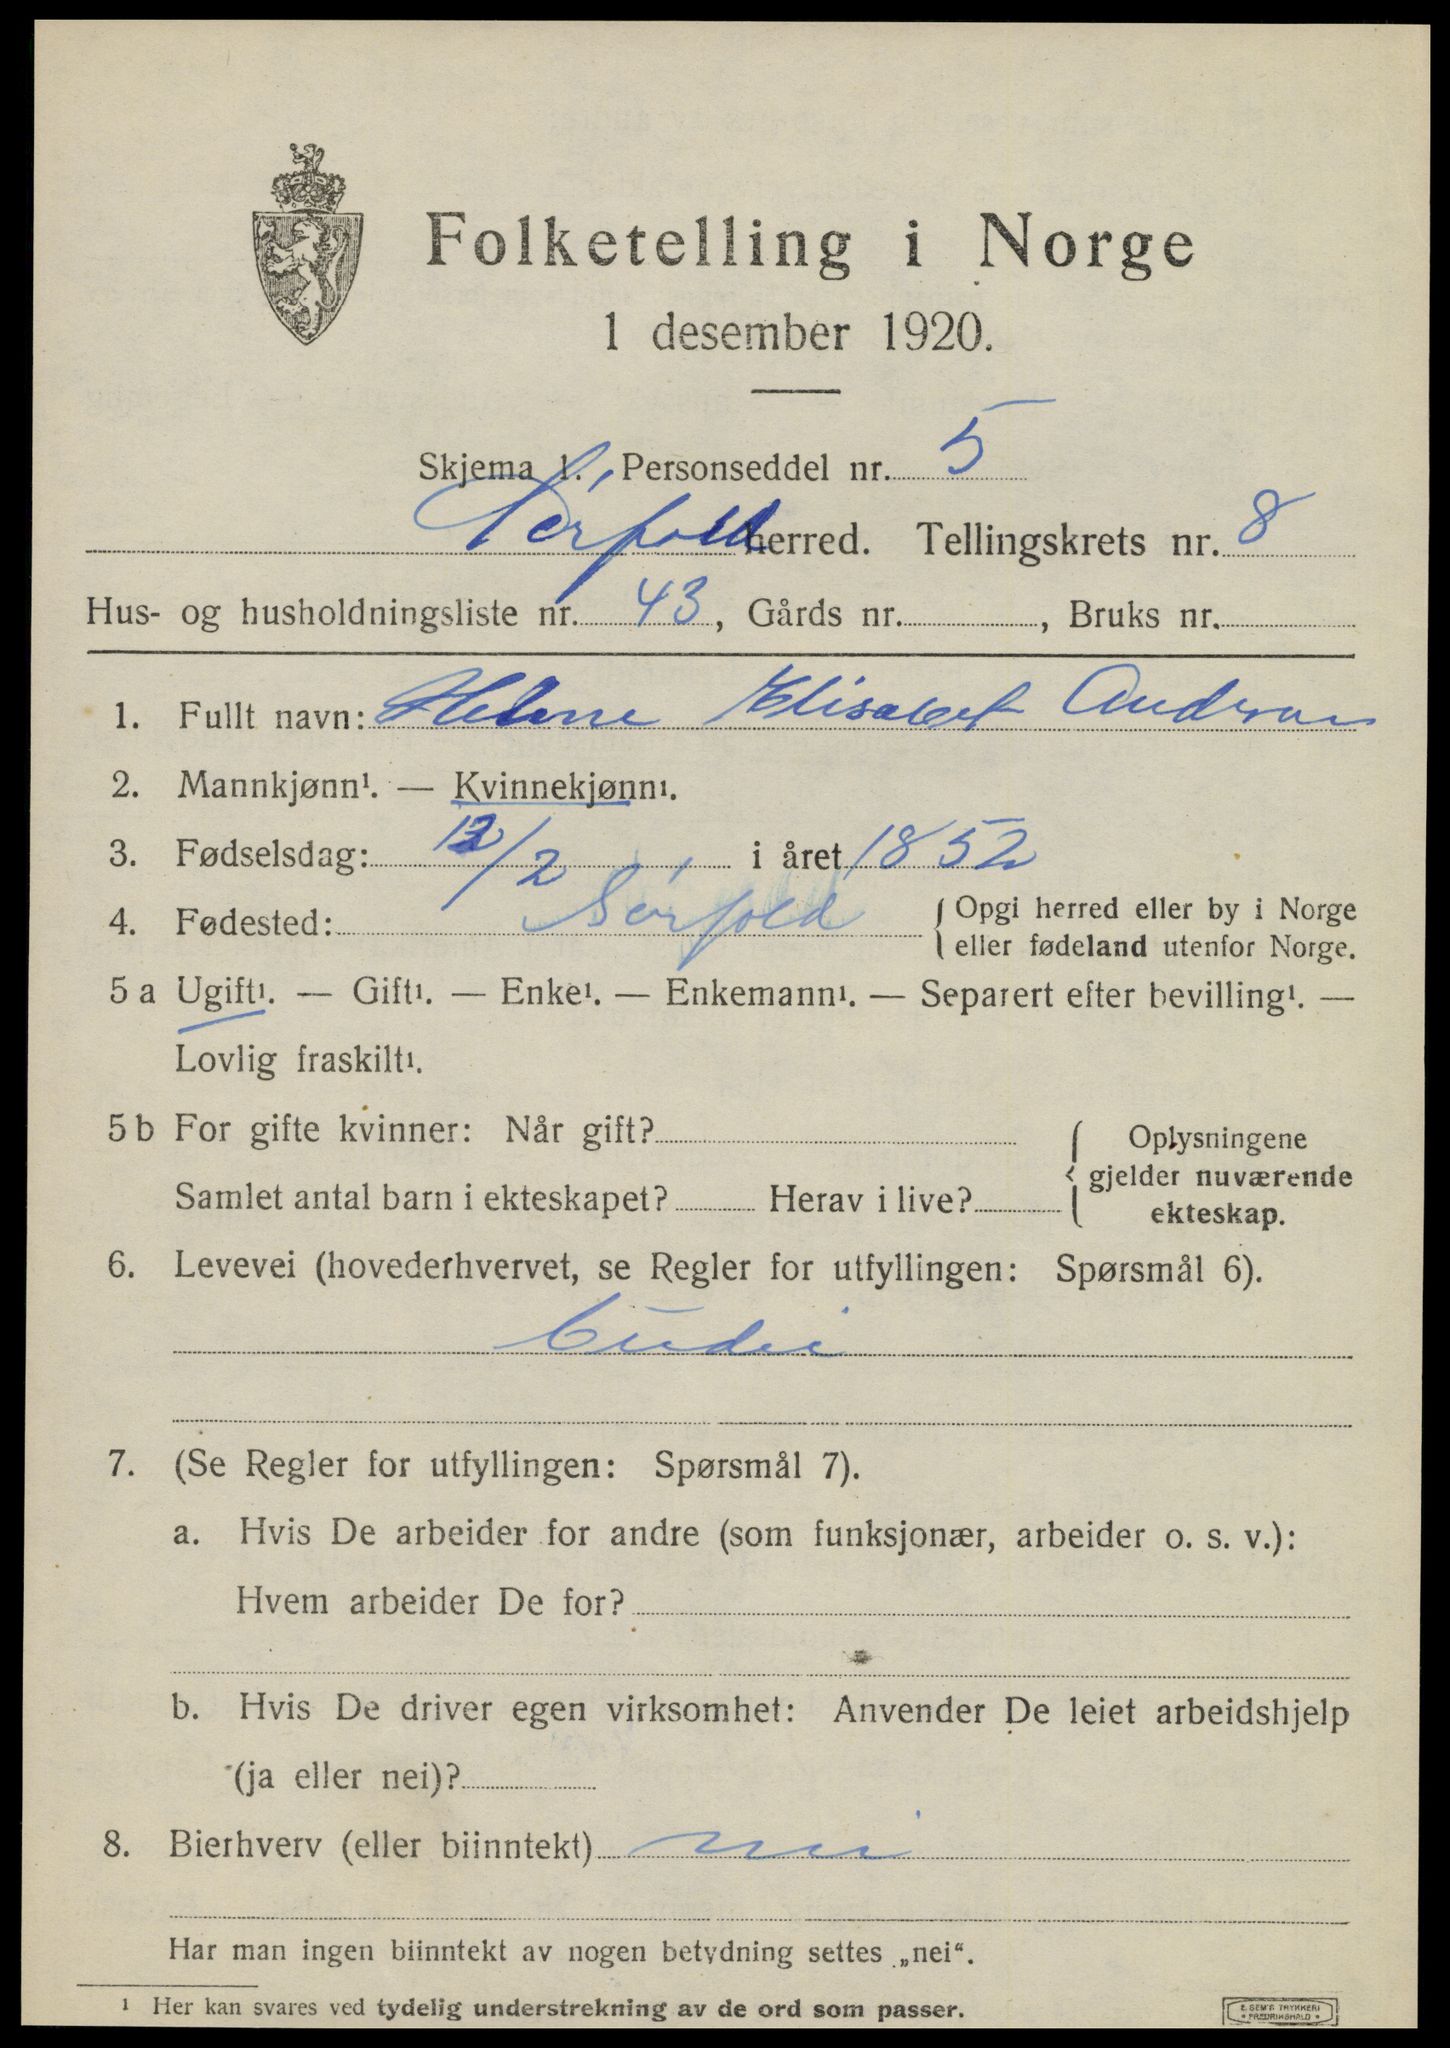 Folketelling i Norge
1 desember 1920.
Skjema 1. Personseddel nr. 5
Sørfold herred. Tellingskrets nr. 8
Hus- og husholdningsliste nr. 43, Gårds nr. , Bruks nr.
1. Fullt navn: Helene Elisabet
2. Mannkjønn¹. — Kvinnekjønn¹.
3. Fødselsdag: /2 i året 1852
4. Fødested: Sørfold { Opgi herred eller by i Norge
eller fødeland utenfor Norge.
5 a Ugift¹. — Gift¹. — Enke¹. — Enkemann¹. — Separert efter bevilling¹. —
Lovlig fraskilt¹.
5 b For gifte kvinner: Når gift? { Oplysningene
gjelder nuværende
Samlet antal barn i ekteskapet? Herav i live? ekteskap.
6. Levevei (hovederhvervet, se Regler for utfyllingen: Spørsmål 6).
7. (Se Regler for utfyllingen: Spørsmål 7).
a. Hvis De arbeider for andre (som funksjonær, arbeider o. s. v.):
Hvem arbeider De for?
b. Hvis De driver egen virksomhet: Anvender De leiet arbeidshjelp
(ja eller nei)?
8. Bierhverv (eller biinntekt) nei
Har man ingen biinntekt av nogen betydning settes „nei“.
¹ Her kan svares ved tydelig understrekning av de ord som passer.
E. SEM'S TRYKKERI
* FREDRIKSHALD *